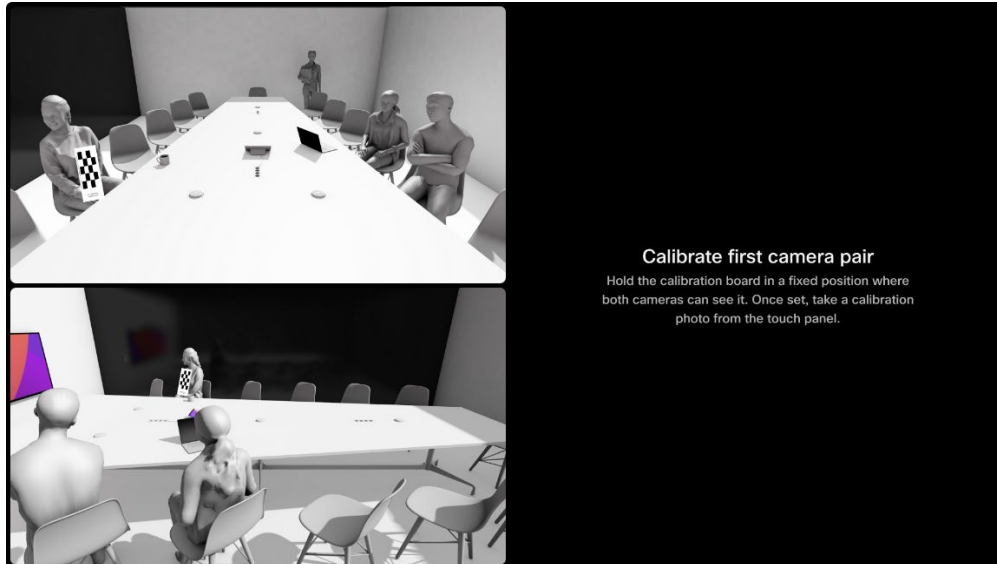 Calibrate first camera pair
Hold the calibration board in a fixed position where
both cameras can see it. Once set, take a calibration
photo from the touch panel.